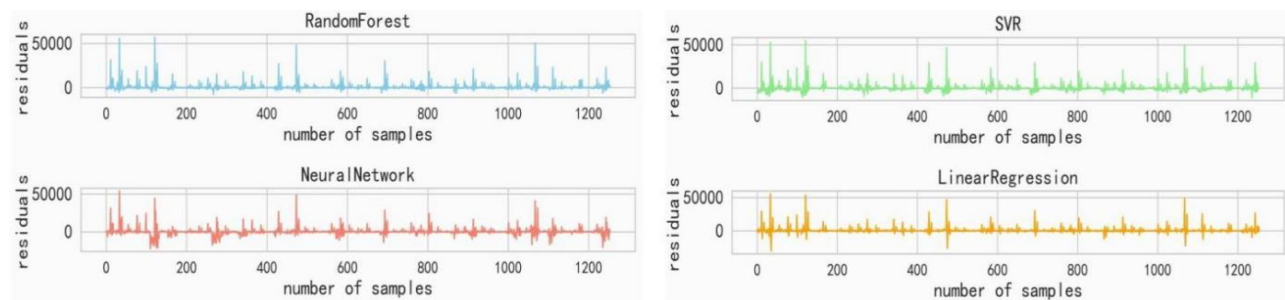 RandomForest
residuals
50000
0
0 200 400 600 800 1000 1200
number of samples
SVR
residuals
50000
0
0 200 400 600 800 1000 1200
number of samples
NeuralNetwork
residuals
50000
0
0 200 400 600 800 1000 1200
number of samples
LinearRegression
residuals
50000
0
0 200 400 600 800 1000 1200
number of samples